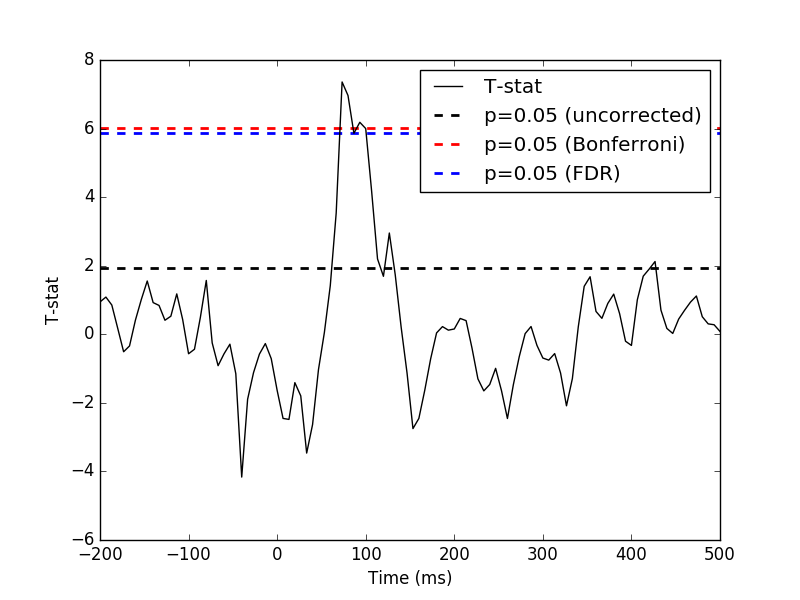 8
6
4
2
0
−2
−4
−6
T-stat
T-stat
p=0.05 (uncorrected)
p=0.05 (Bonferroni)
p=0.05 (FDR)
−200 −100 0 100 200 300 400 500
Time (ms)